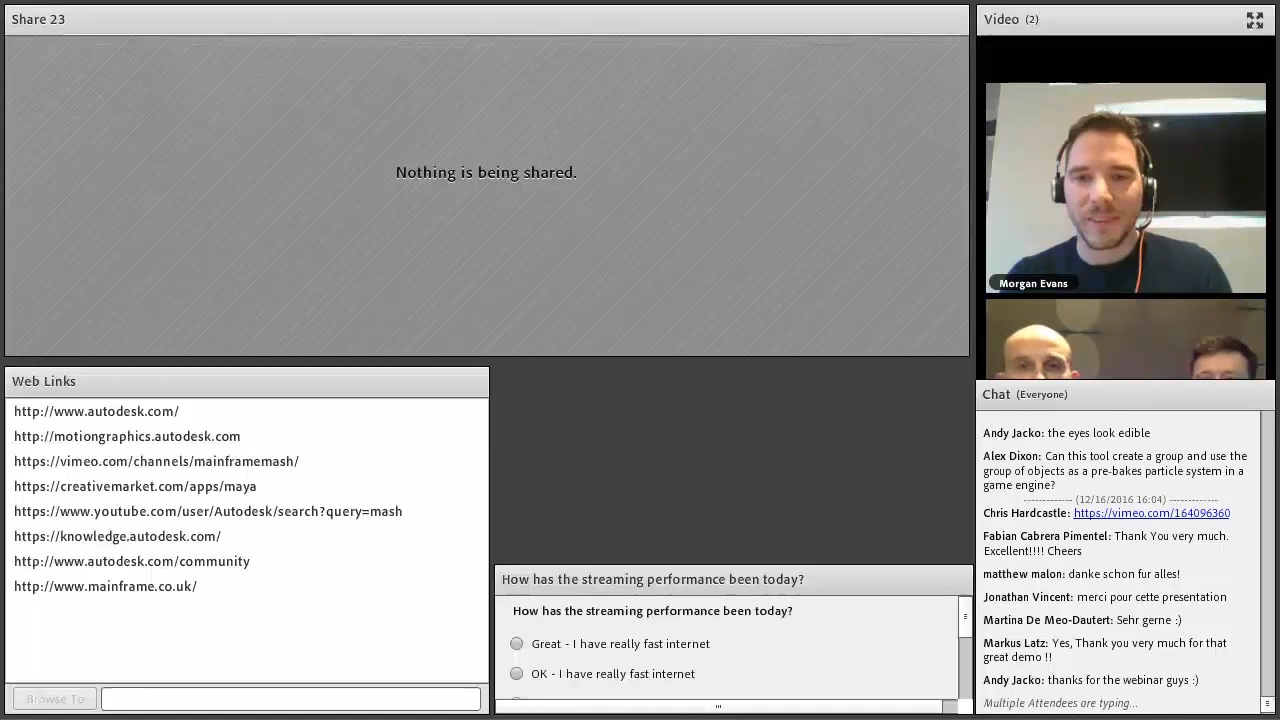 Share 23
Nothing is being shared.
Web Links
http://www.autodesk.com/
http://motiongraphics.autodesk.com
https://vimeo.com/channels/mainframemash/
https://creativemarket.com/apps/maya
https://www.youtube.com/user/Autodesk/search?query=mash
https://knowledge.autodesk.com/
http://www.autodesk.com/community
http://www.mainframe.co.uk/
Browse To
How has the streaming performance been today?
How has the streaming performance been today?
Great - I have really fast internet
OK - I have really fast internet
Video (2)
Morgan Evans
Chat (Everyone)
Andy Jacko: the eyes look edible
Alex Dixon: Can this tool create a group and use the
group of objects as a pre-bakes particle system in a
game engine?
------------- (12/16/2016 16:04) -------------
Chris Hardcastle: https://vimeo.com/164096360
Fabian Cabrera Pimentel: Thank You very much.
Excellent!!!! Cheers
matthew malon: danke schon fur alles!
Jonathan Vincent: merci pour cette presentation
Martina De Meo-Dautert: Sehr gerne :)
Markus Latz: Yes, Thank you very much for that
great demo !!
Andy Jacko: thanks for the webinar guys :)
Multiple Attendees are typing...